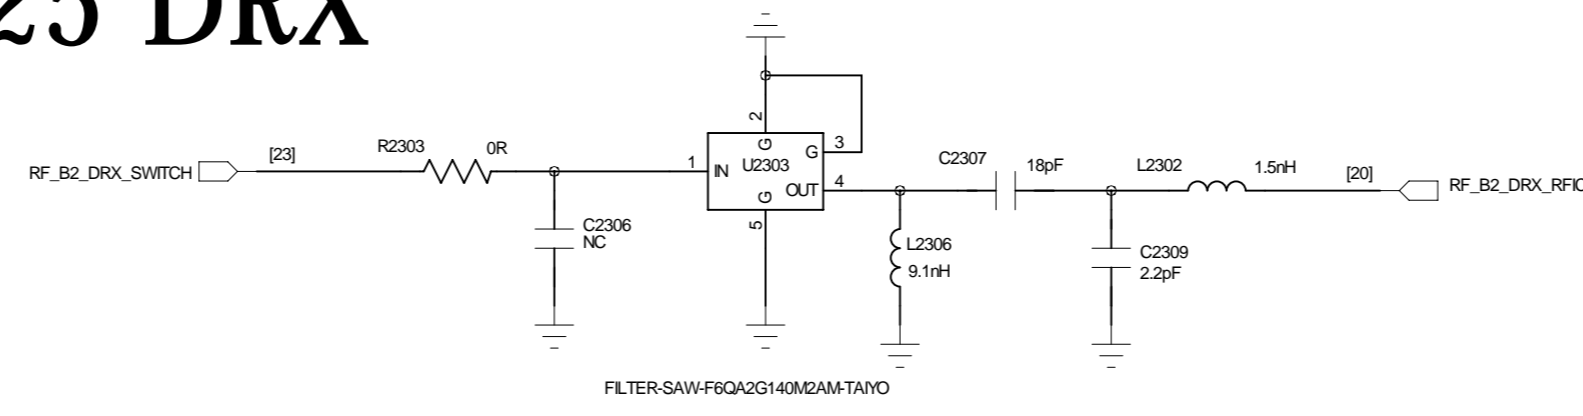 25 DRX
2
[23]
R2303
0R
1
IN
G
U2303
G
3
OUT
4
G
5
C2307
18pF
L2302
1.5nH
[20]
RF_B2_DRX_SWITCH
C2306
NC
L2306
9.1nH
C2309
2.2pF
FILTER-SAW-F6QA2G140M2AM-TAIYO